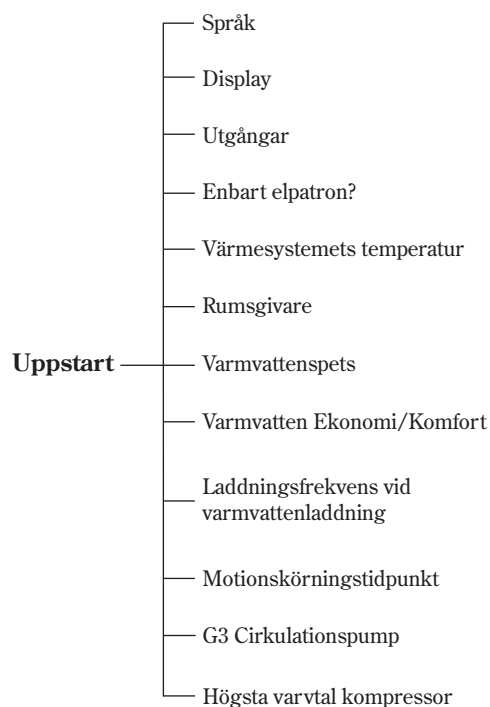 Språk
Display
Utgångar
Enbart elpatron?
Värmesystemets temperatur
Rumsgivare
Uppstart
Varmvattenspets
Varmvatten Ekonomi/Komfort
Laddningsfrekvens vid
varmvattenladdning
Motionskörningstidpunkt
G3 Cirkulationspump
Högsta varvtal kompressor